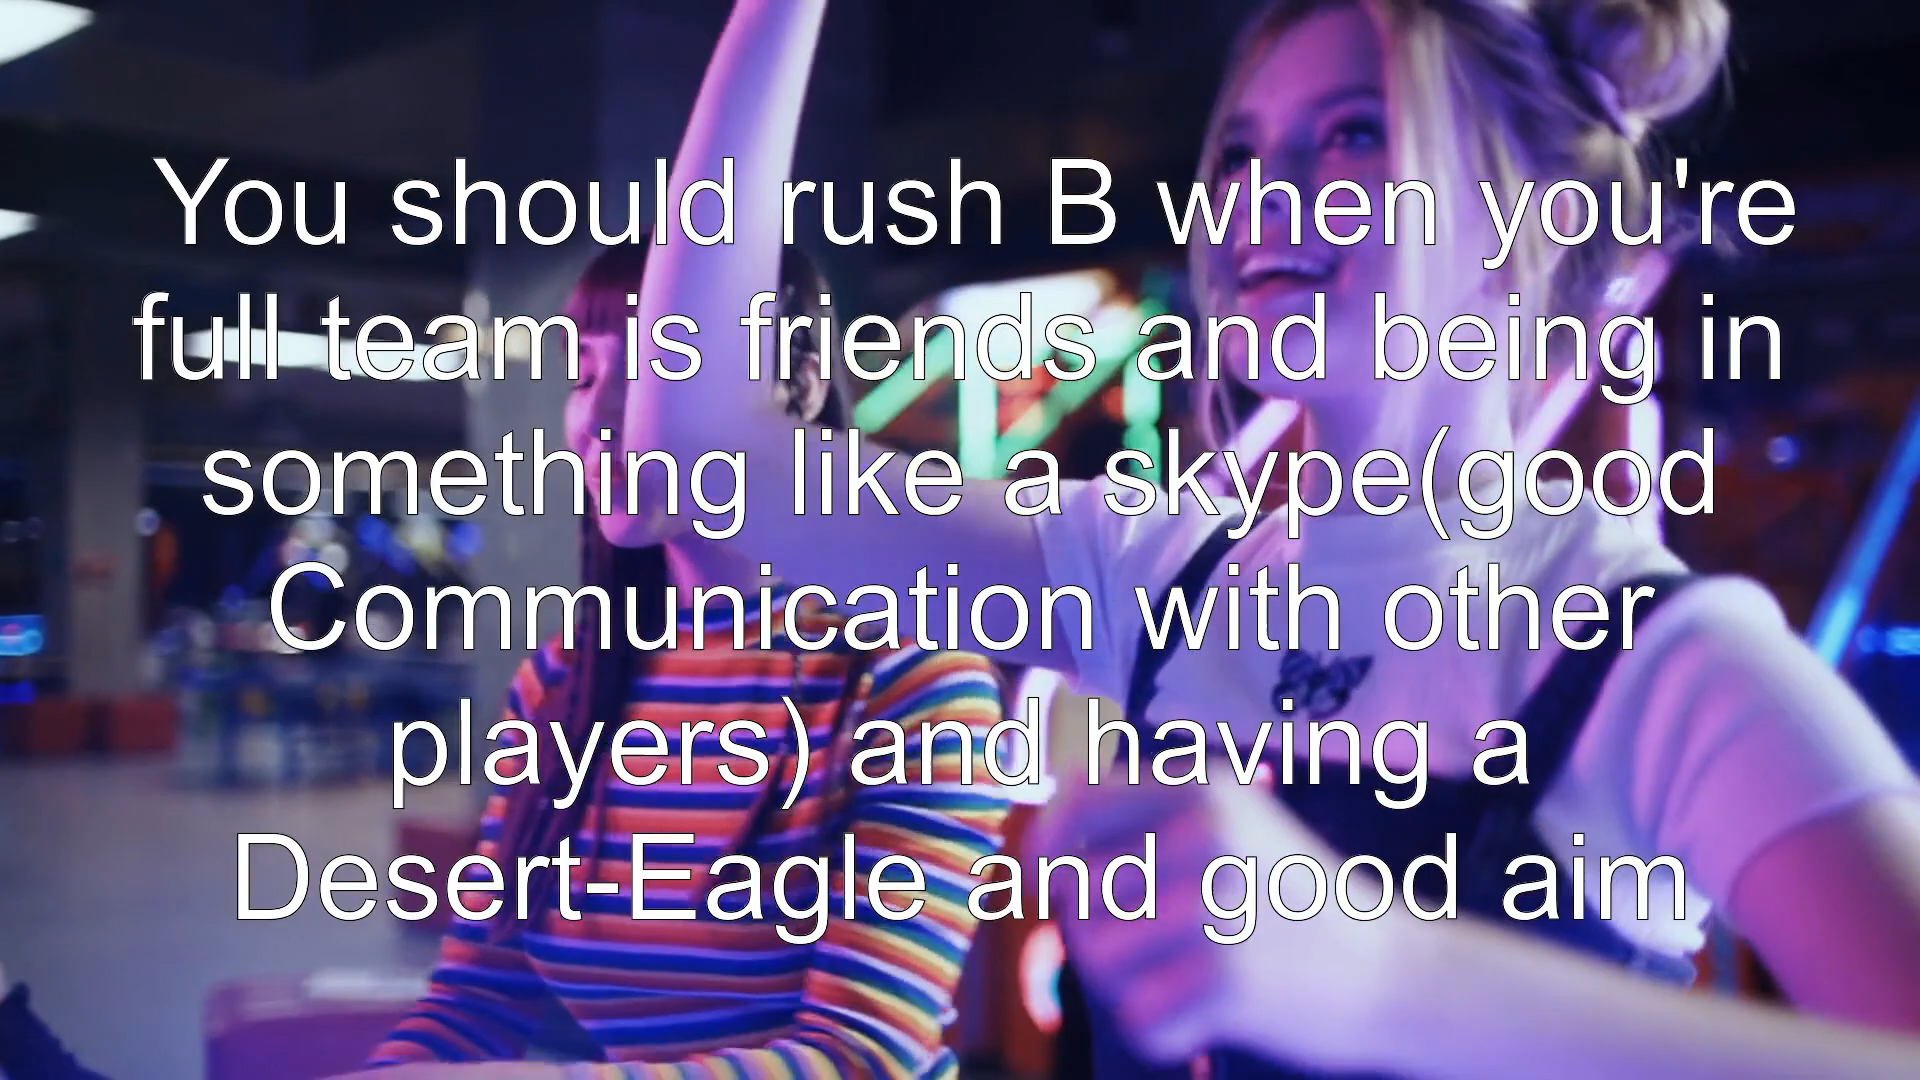 You should rush B when you're
full team is friends and being in
something like a skype(good
Communication with other
players) and having a
Desert-Eagle and good aim